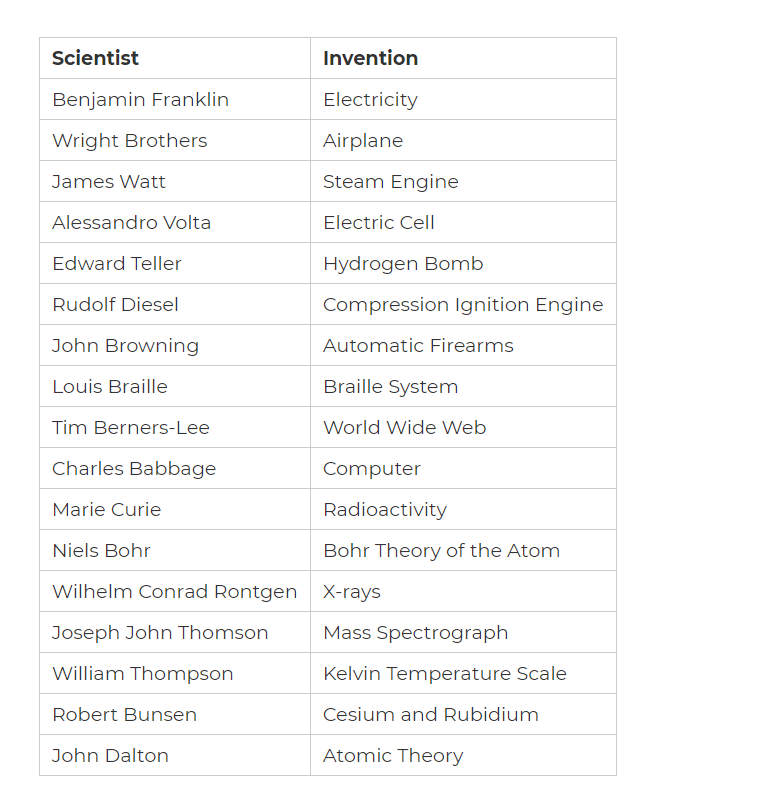 Scientist Invention
Benjamin Franklin Electricity
Wright Brothers Airplane
James Watt Steam Engine
Alessandro Volta Electric Cell
Edward Teller Hydrogen Bomb
Rudolf Diesel Compression Ignition Engine
John Browning Automatic Firearms
Louis Braille Braille System
Tim Berners-Lee World Wide Web
Charles Babbage Computer
Marie Curie Radioactivity
Niels Bohr Bohr Theory of the Atom
Wilhelm Conrad Rontgen X-rays
Joseph John Thomson Mass Spectrograph
William Thompson Kelvin Temperature Scale
Robert Bunsen Cesium and Rubidium
John Dalton Atomic Theory